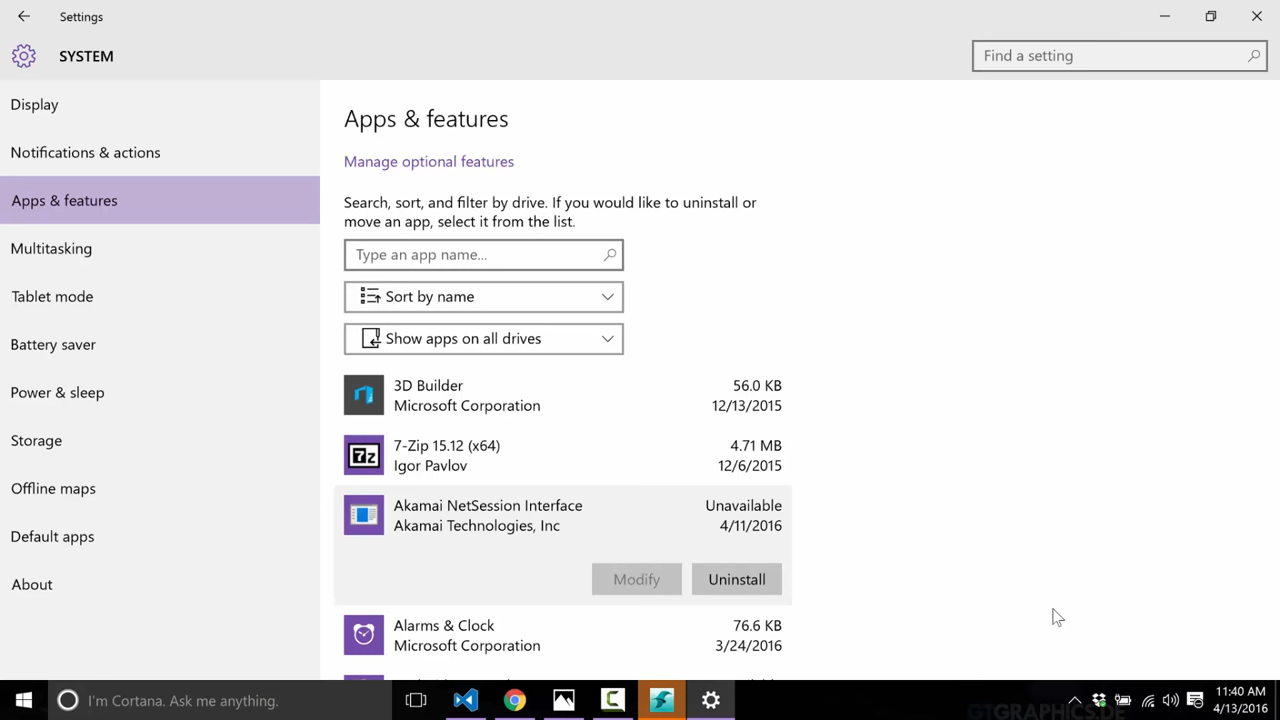 Settings
SYSTEM
Find a setting
Display
Notifications & actions
Apps & features
Multitasking
Tablet mode
Battery saver
Power & sleep
Storage
Offline maps
Default apps
About
Apps & features
Manage optional features
Search, sort, and filter by drive. If you would like to uninstall or
move an app, select it from the list.
Type an app name...
Sort by name
Show apps on all drives
3D Builder 56.0 KB
Microsoft Corporation 12/13/2015
7-Zip 15.12 (x64) 4.71 MB
Igor Pavlov 12/6/2015
Akamai NetSession Interface Unavailable
Akamai Technologies, Inc 4/11/2016
Modify Uninstall
Alarms & Clock 76.6 KB
Microsoft Corporation 3/24/2016
I'm Cortana. Ask me anything.
11:40 AM
4/13/2016
GTGRAPHICS.DE
7z